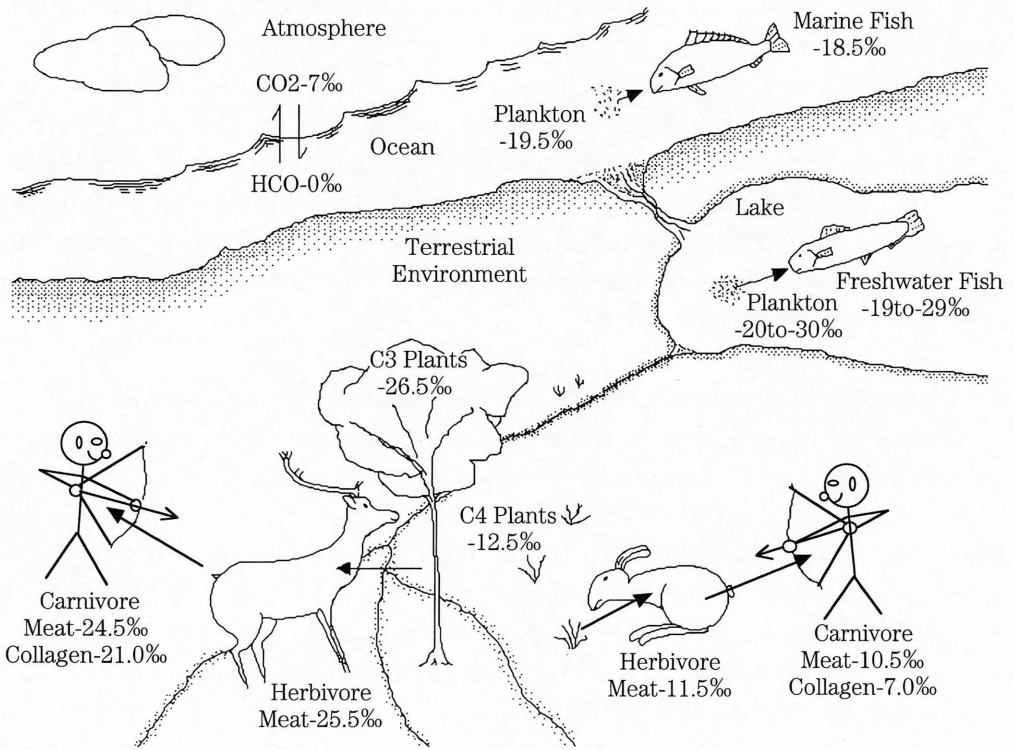 Atmosphere
CO2-7‰
Ocean
HCO-0‰
Marine Fish
-18.5‰
Plankton
-19.5‰
Lake
Terrestrial
Environment
Freshwater Fish
-19to-29‰
Plankton
-20to-30‰
C3 Plants
-26.5‰
C4 Plants
-12.5‰
Carnivore
Meat-24.5‰
Collagen-21.0‰
Herbivore
Meat-25.5‰
Herbivore
Meat-11.5‰
Carnivore
Meat-10.5‰
Collagen-7.0‰